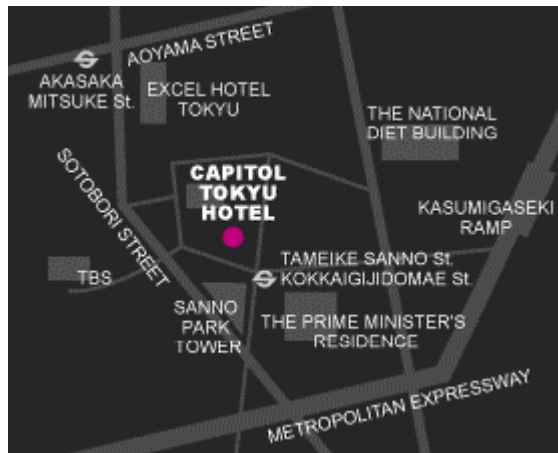 AOYAMA STREET
AKASAKA
MITSUKE St.
EXCEL HOTEL
TOKYU
THE NATIONAL
DIET BUILDING
SOTOBORI STREET
CAPITOL
TOKYU
HOTEL
KASUMIGASEKI
RAMP
TBS
TAMEIKE SANNO St.
KOKKAIGIJIDOMAE St.
SANNO
PARK
TOWER
THE PRIME MINISTER'S
RESIDENCE
METROPOLITAN EXPRESSWAY